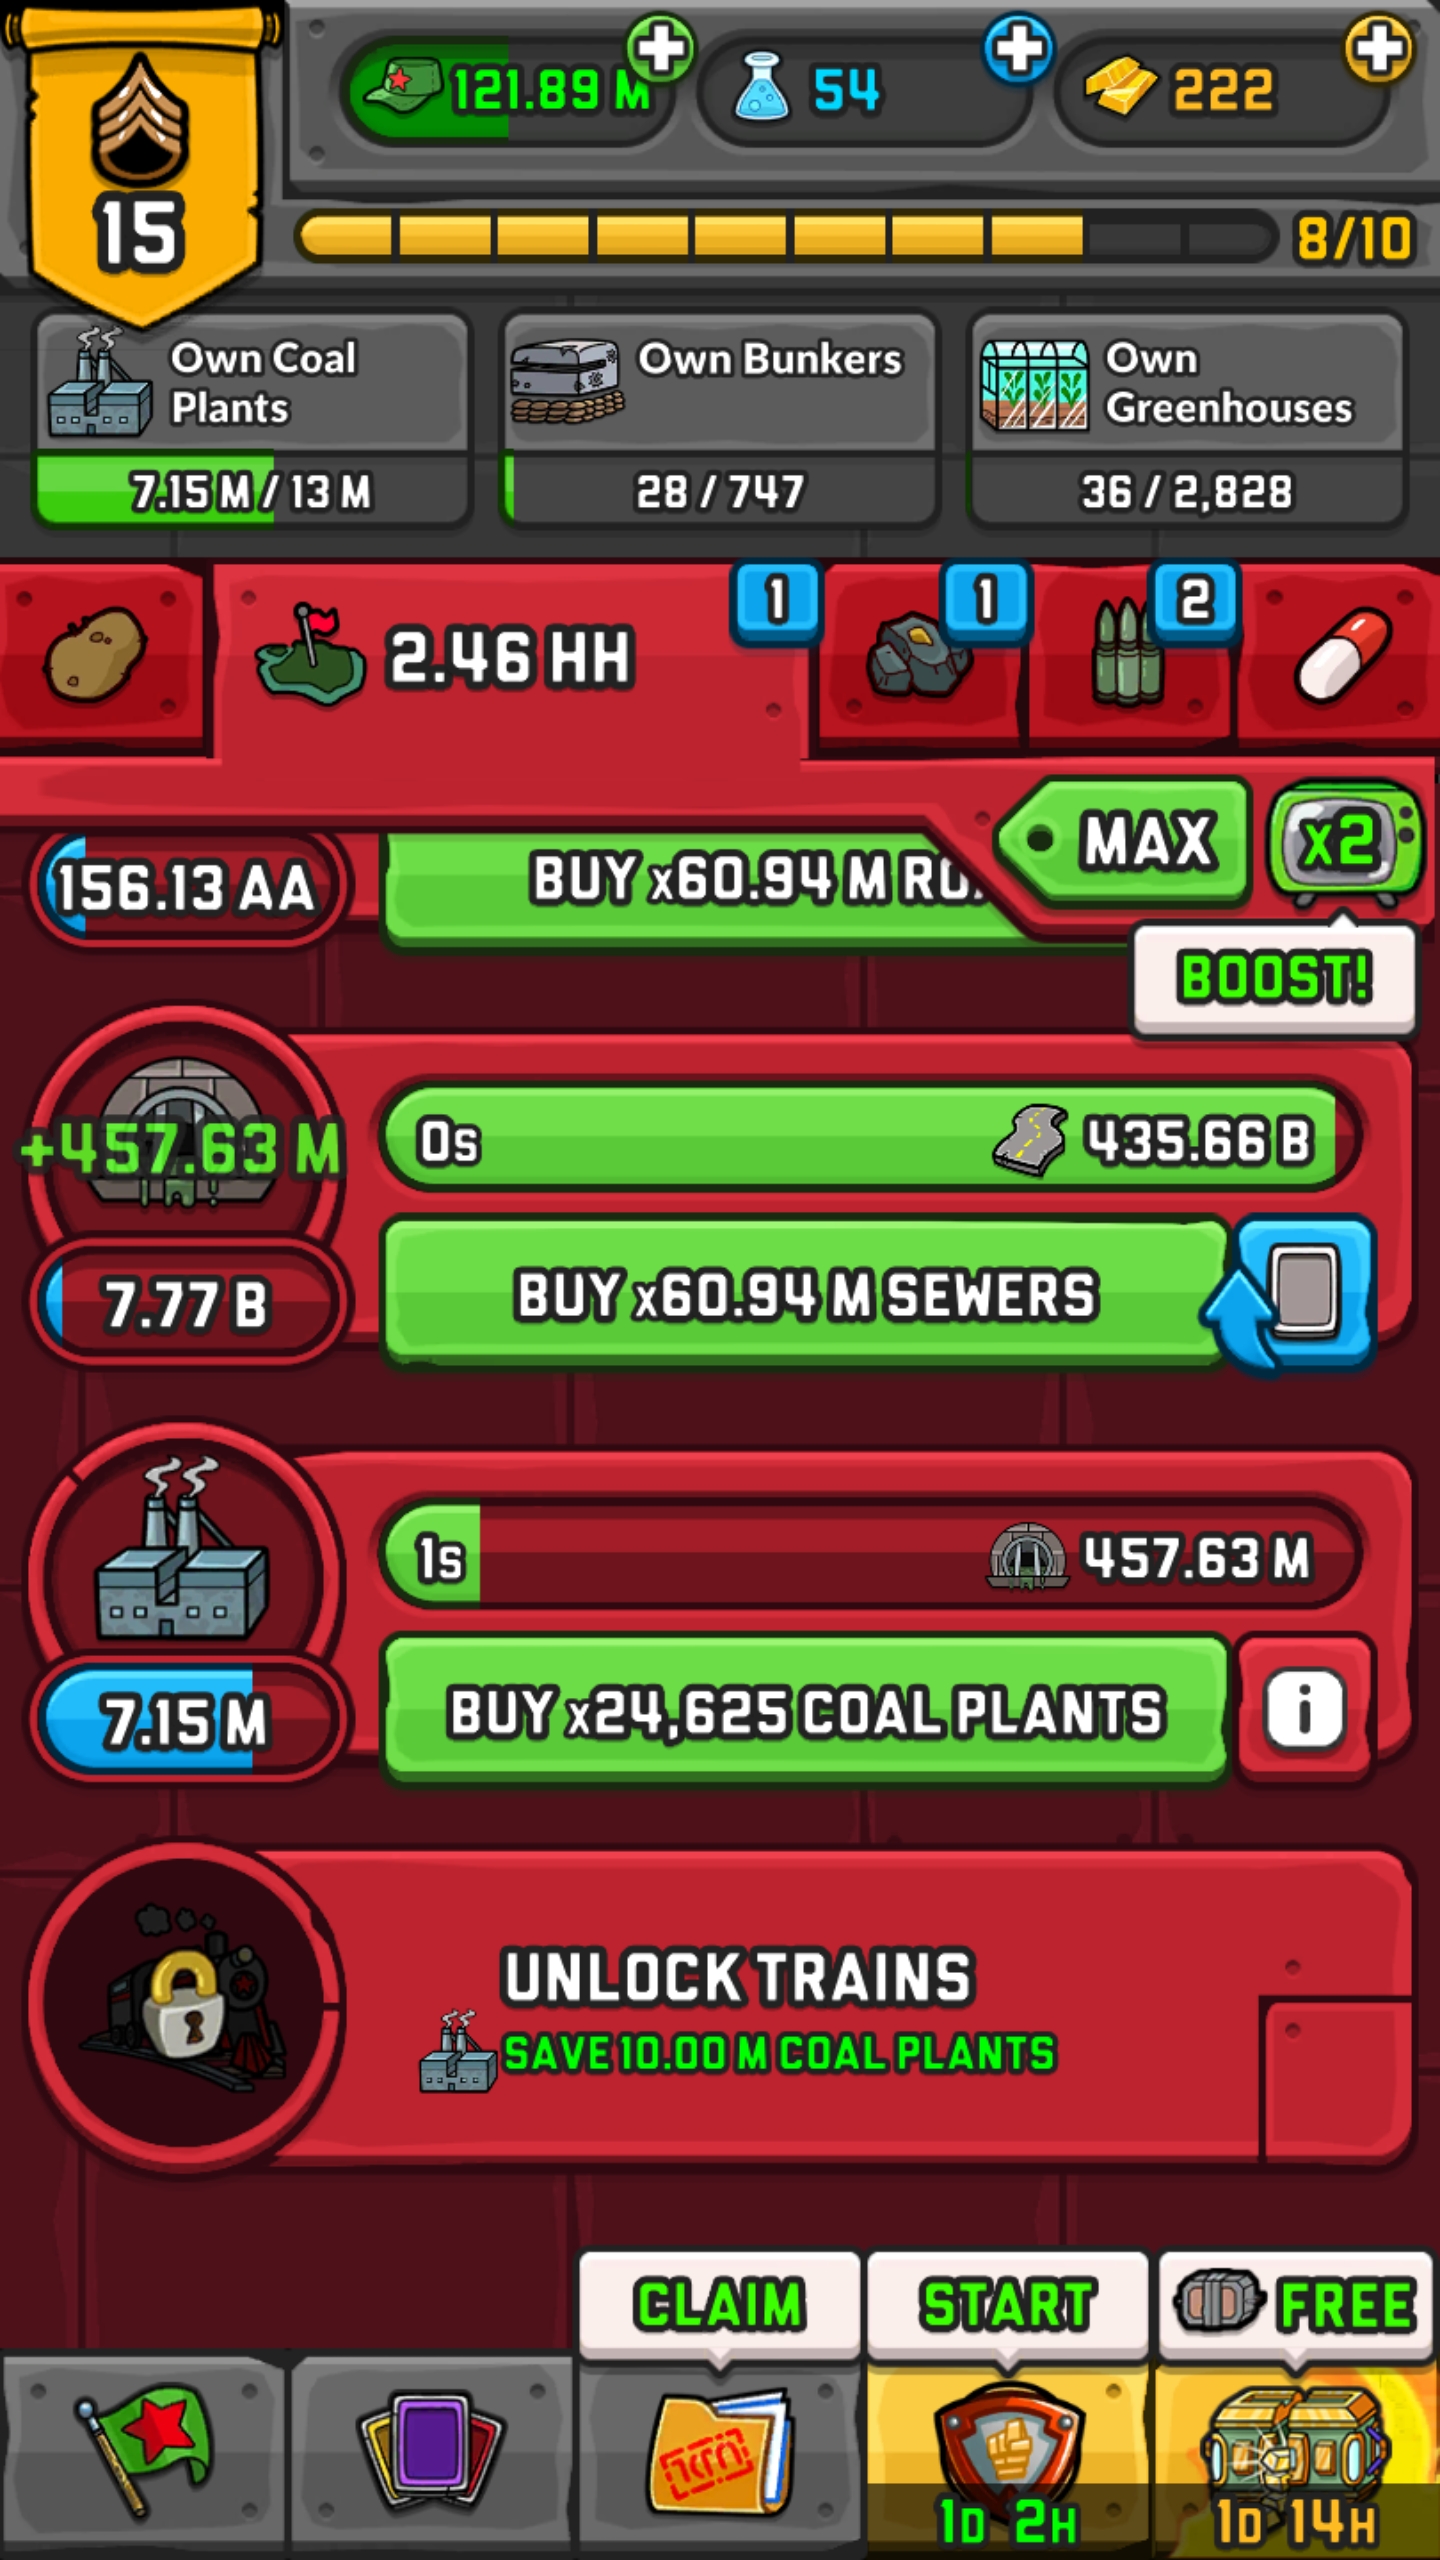 121.89 M
54
222
15
8/10
Own Coal
Plants
7.15 M / 13 M
Own Bunkers
28 / 747
Own
Greenhouses
36 / 2,828
2.46 HH
1
1
2
MAX
x2
156.13 AA
BUY x60.94 M
BOOST!
+457.63 M
0s
435.66 B
7.77 B
BUY x60.94 M SEWERS
1s
457.63 M
7.15 M
BUY x24,625 COAL PLANTS
i
UNLOCK TRAINS
SAVE 10.00 M COAL PLANTS
CLAIM
START
FREE
1D 2H
1D 14H